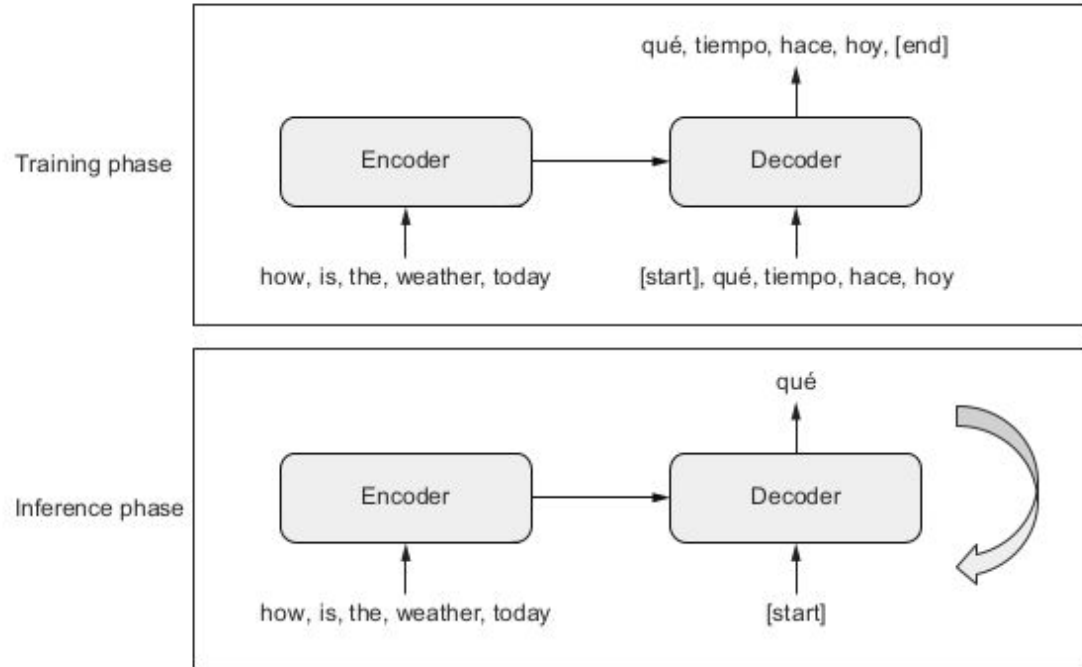 qué, tiempo, hace, hoy, [end]
Training phase
Encoder
Decoder
how, is, the, weather, today
[start], qué, tiempo, hace, hoy
qué
Inference phase
Encoder
Decoder
how, is, the, weather, today
[start]